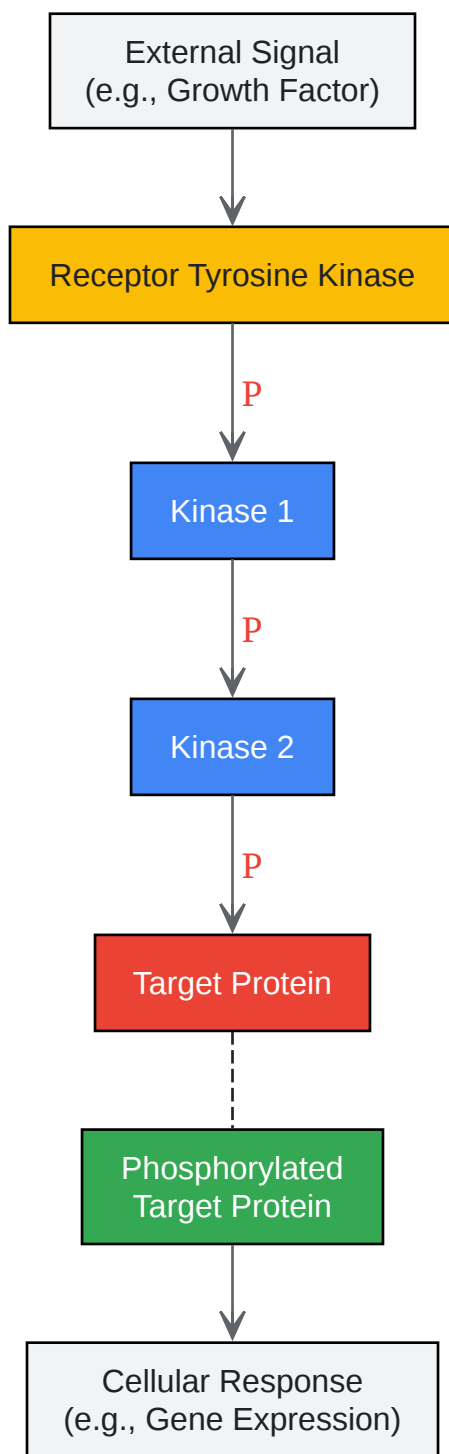 External Signal
(e.g., Growth Factor)
Receptor Tyrosine Kinase
P
Kinase 1
P
Kinase 2
P
Target Protein
Phosphorylated
Target Protein
Cellular Response
(e.g., Gene Expression)